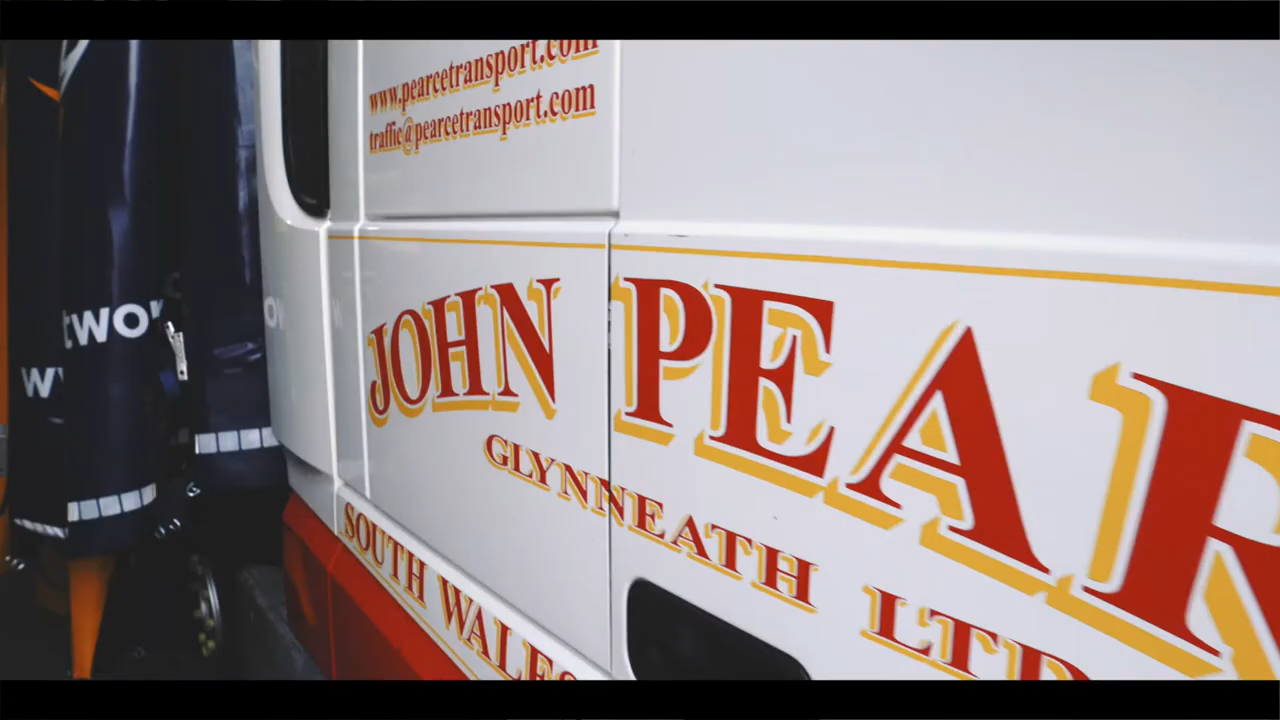 www.pearcetransport.com
traffic@pearcetransport.com
JOHN PEAR
GLYNNEATH LTD
SOUTH WALES